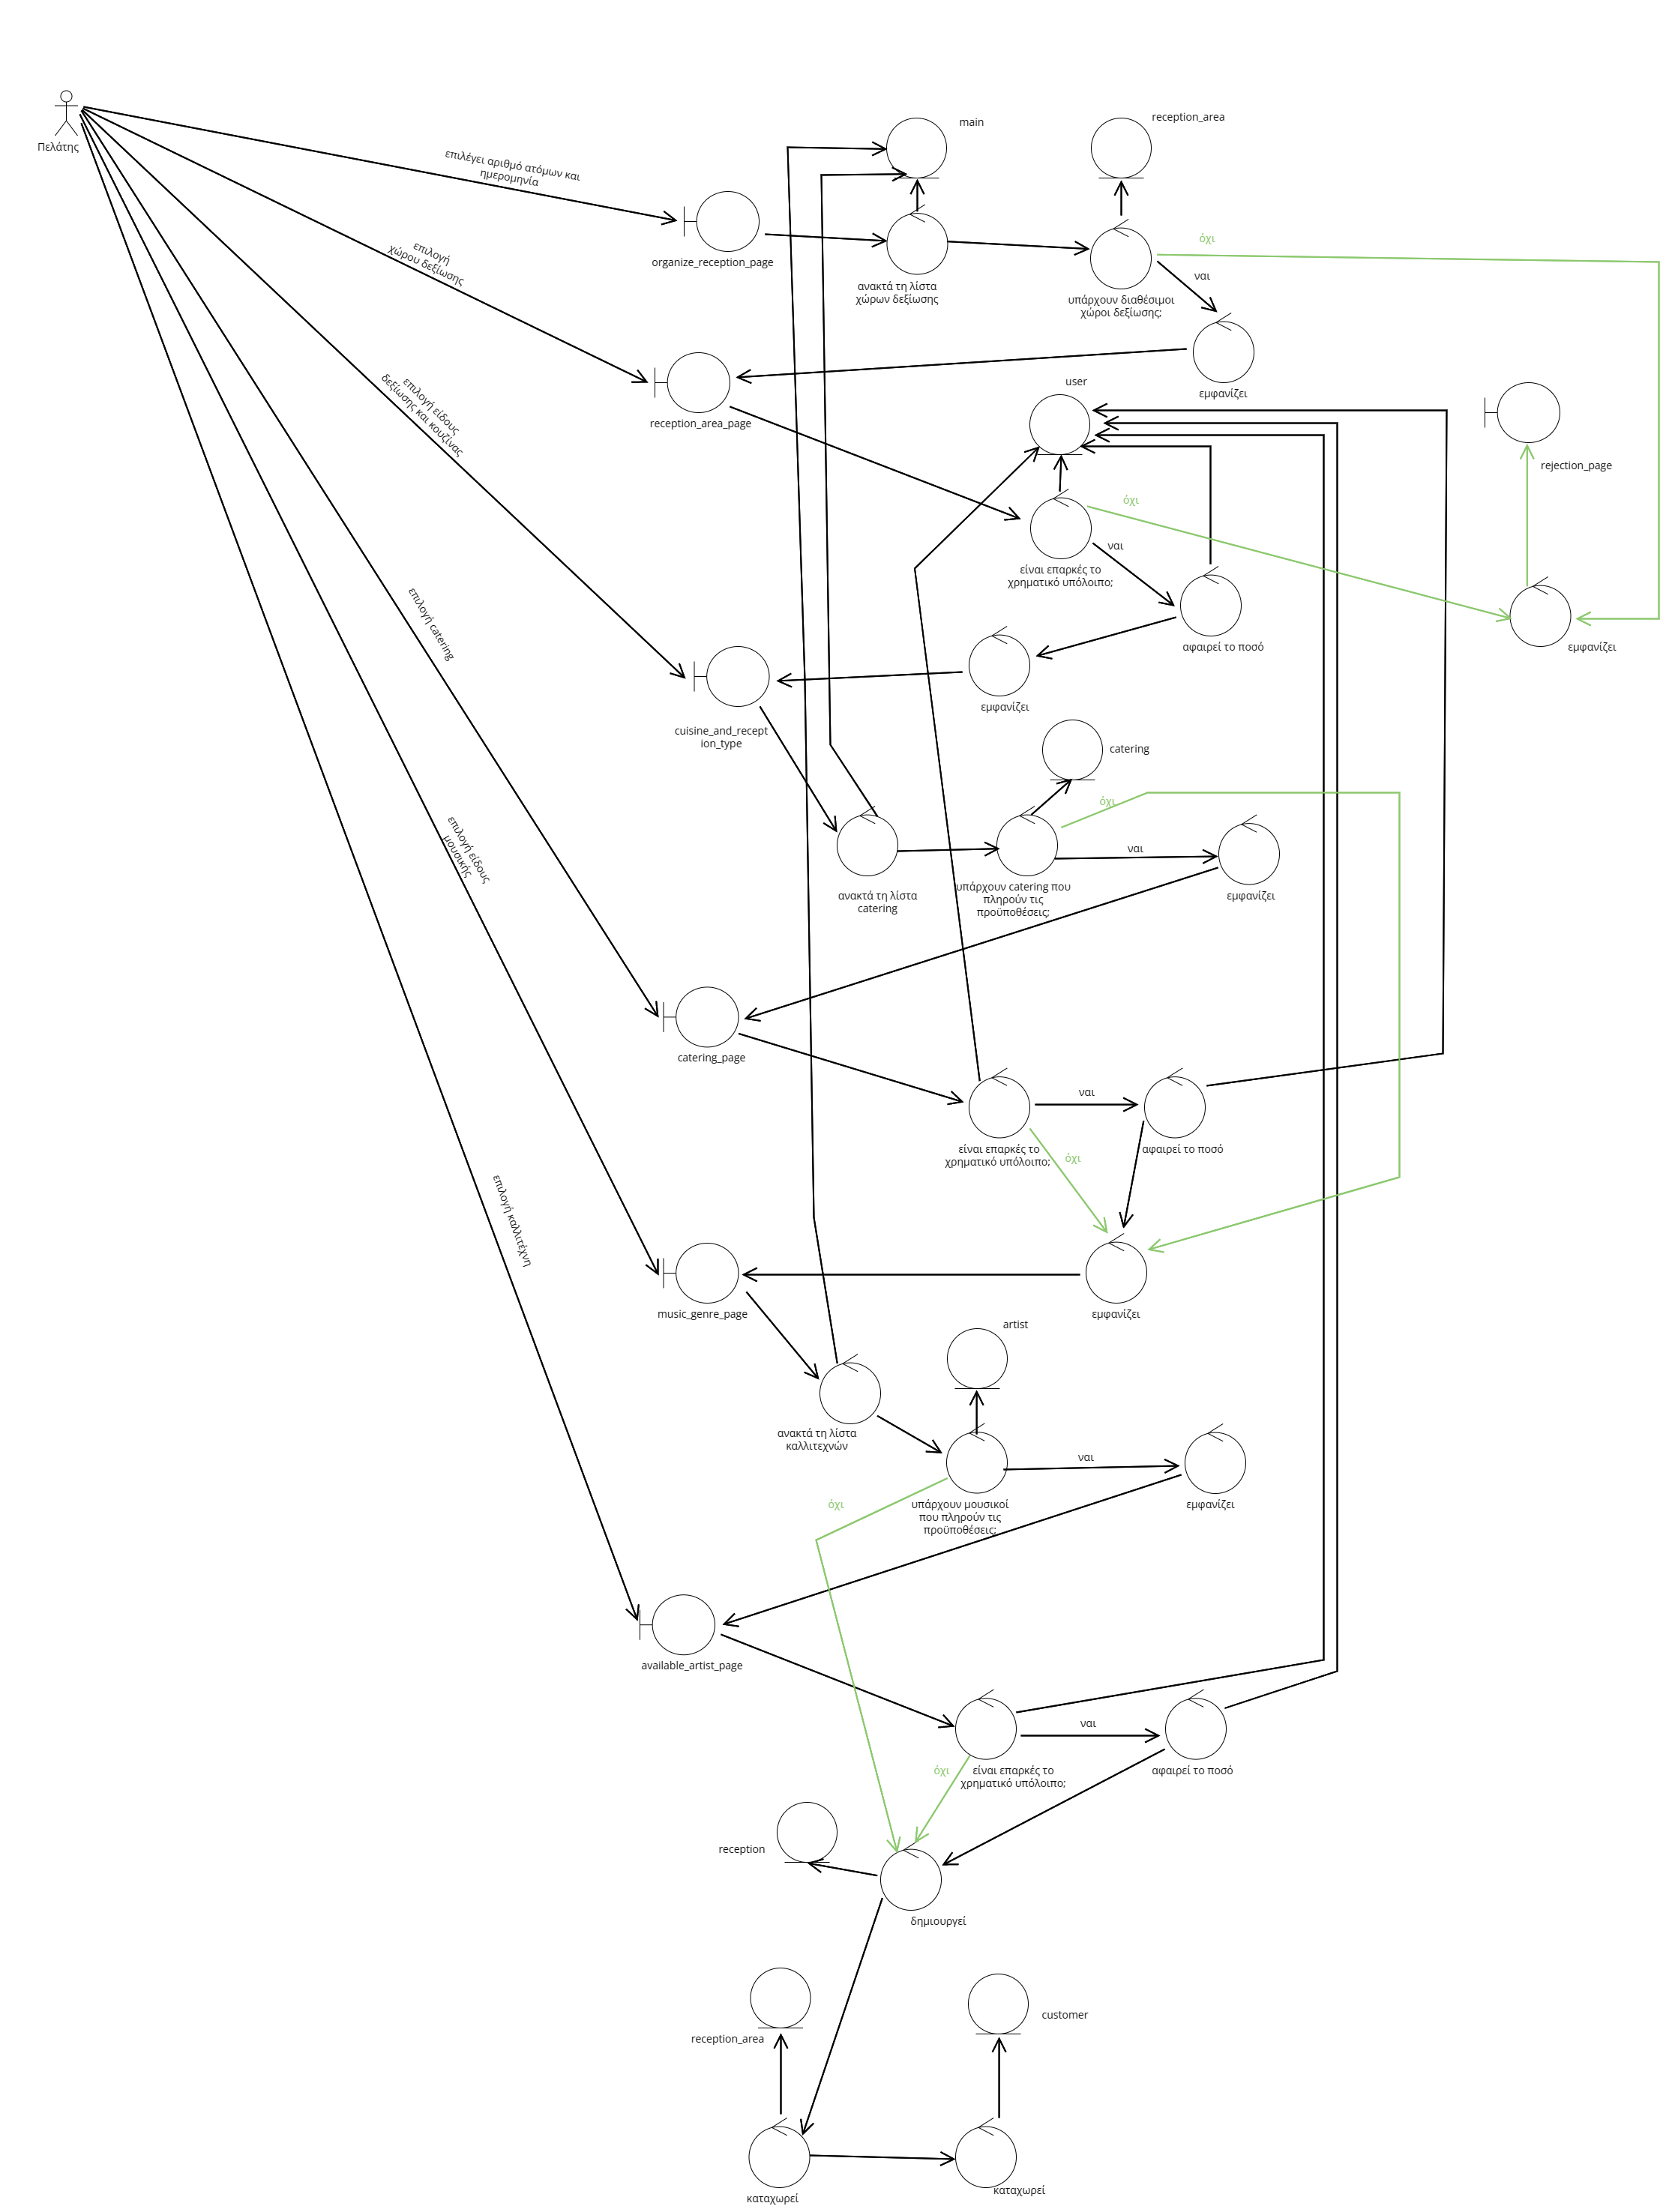 Πελάτης
main
reception_area
επιλέγει αριθμό ατόμων και
ημερομηνία
organize_reception_page
ανακτά τη λίστα
χώρων δεξίωσης
όχι
ναι
υπάρχουν διαθέσιμοι
χώροι δεξίωσης;
επιλογή
χώρου δεξίωσης
εμφανίζει
reception_area_page
user
επιλογή είδους
δεξίωσης και κουζίνας
rejection_page
όχι
ναι
είναι επαρκές το
χρηματικό υπόλοιπο;
αφαιρεί το ποσό
εμφανίζει
επιλογή catering
εμφανίζει
cuisine_and_recept
ion_type
catering
όχι
ναι
ανακτά τη λίστα
catering
υπάρχουν catering που
πληρούν τις
προϋποθέσεις;
εμφανίζει
επιλογή είδους
μουσικής
catering_page
ναι
είναι επαρκές το
χρηματικό υπόλοιπο;
όχι
αφαιρεί το ποσό
επιλογή καλλιτέχνη
music_genre_page
εμφανίζει
artist
ανακτά τη λίστα
καλλιτεχνών
ναι
όχι
υπάρχουν μουσικοί
που πληρούν τις
προϋποθέσεις;
εμφανίζει
available_artist_page
ναι
όχι
είναι επαρκές το
χρηματικό υπόλοιπο;
αφαιρεί το ποσό
reception
δημιουργεί
reception_area
customer
καταχωρεί
καταχωρεί